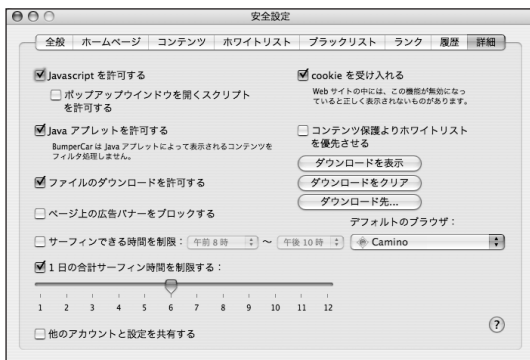 安全設定
全般 ホームページ コンテンツ ホワイトリスト ブラックリスト ランク 履歴 詳細
Javascript を許可する
ポップアップウインドウを開くスクリプト
を許可する
Java アプレットを許可する
BumperCar は Java アプレットによって表示されるコンテンツを
フィルタ処理しません。
ファイルのダウンロードを許可する
ページ上の広告バナーをブロックする
サーフィンできる時間を制限： 午前 8 時 〜 午後 10 時
1 日の合計サーフィン時間を制限する：
1 2 3 4 5 6 7 8 9 10 11 12
他のアカウントと設定を共有する
cookie を受け入れる
Web サイトの中には、この機能が無効になっ
ていると正しく表示されないものがあります。
コンテンツ保護よりホワイトリスト
を優先させる
ダウンロードを表示
ダウンロードをクリア
ダウンロード先...
デフォルトのブラウザ：
Camino
?